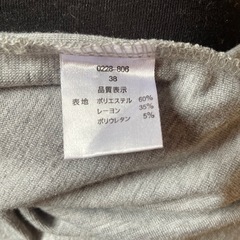 0228-806
38
品質表示
表地 ポリエステル 60%
レーヨン 35%
ポリウレタン 5%